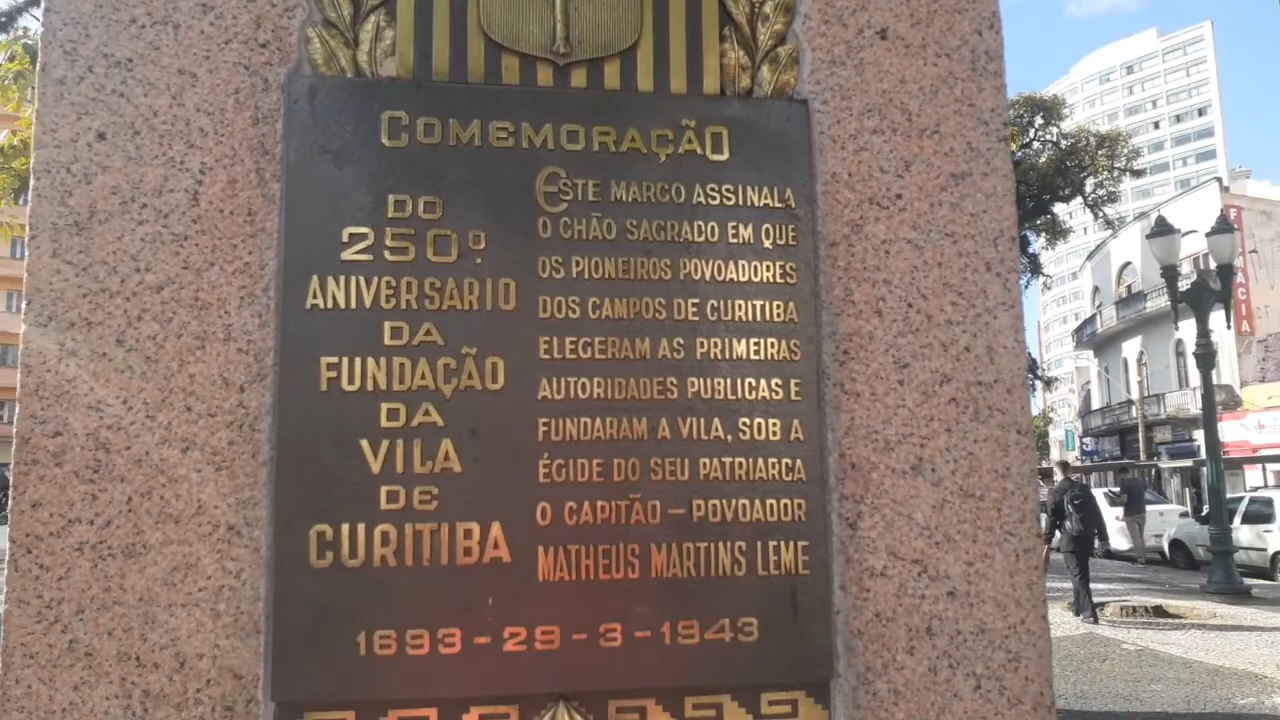 COMEMORAÇÃO
DO
250º
ANIVERSARIO
DA
FUNDAÇÃO
DA
VILA
DE
CURITIBA
ESTE MARCO ASSINALA
O CHÃO SAGRADO EM QUE
OS PIONEIROS POVOADORES
DOS CAMPOS DE CURITIBA
ELEGERAM AS PRIMEIRAS
AUTORIDADES PUBLICAS E
FUNDARAM A VILA, SOB A
ÉGIDE DO SEU PATRIARCA
O CAPITÃO – POVOADOR
MATHEUS MARTINS LEME
1693 – 29 – 3 – 1943
FARMACIA